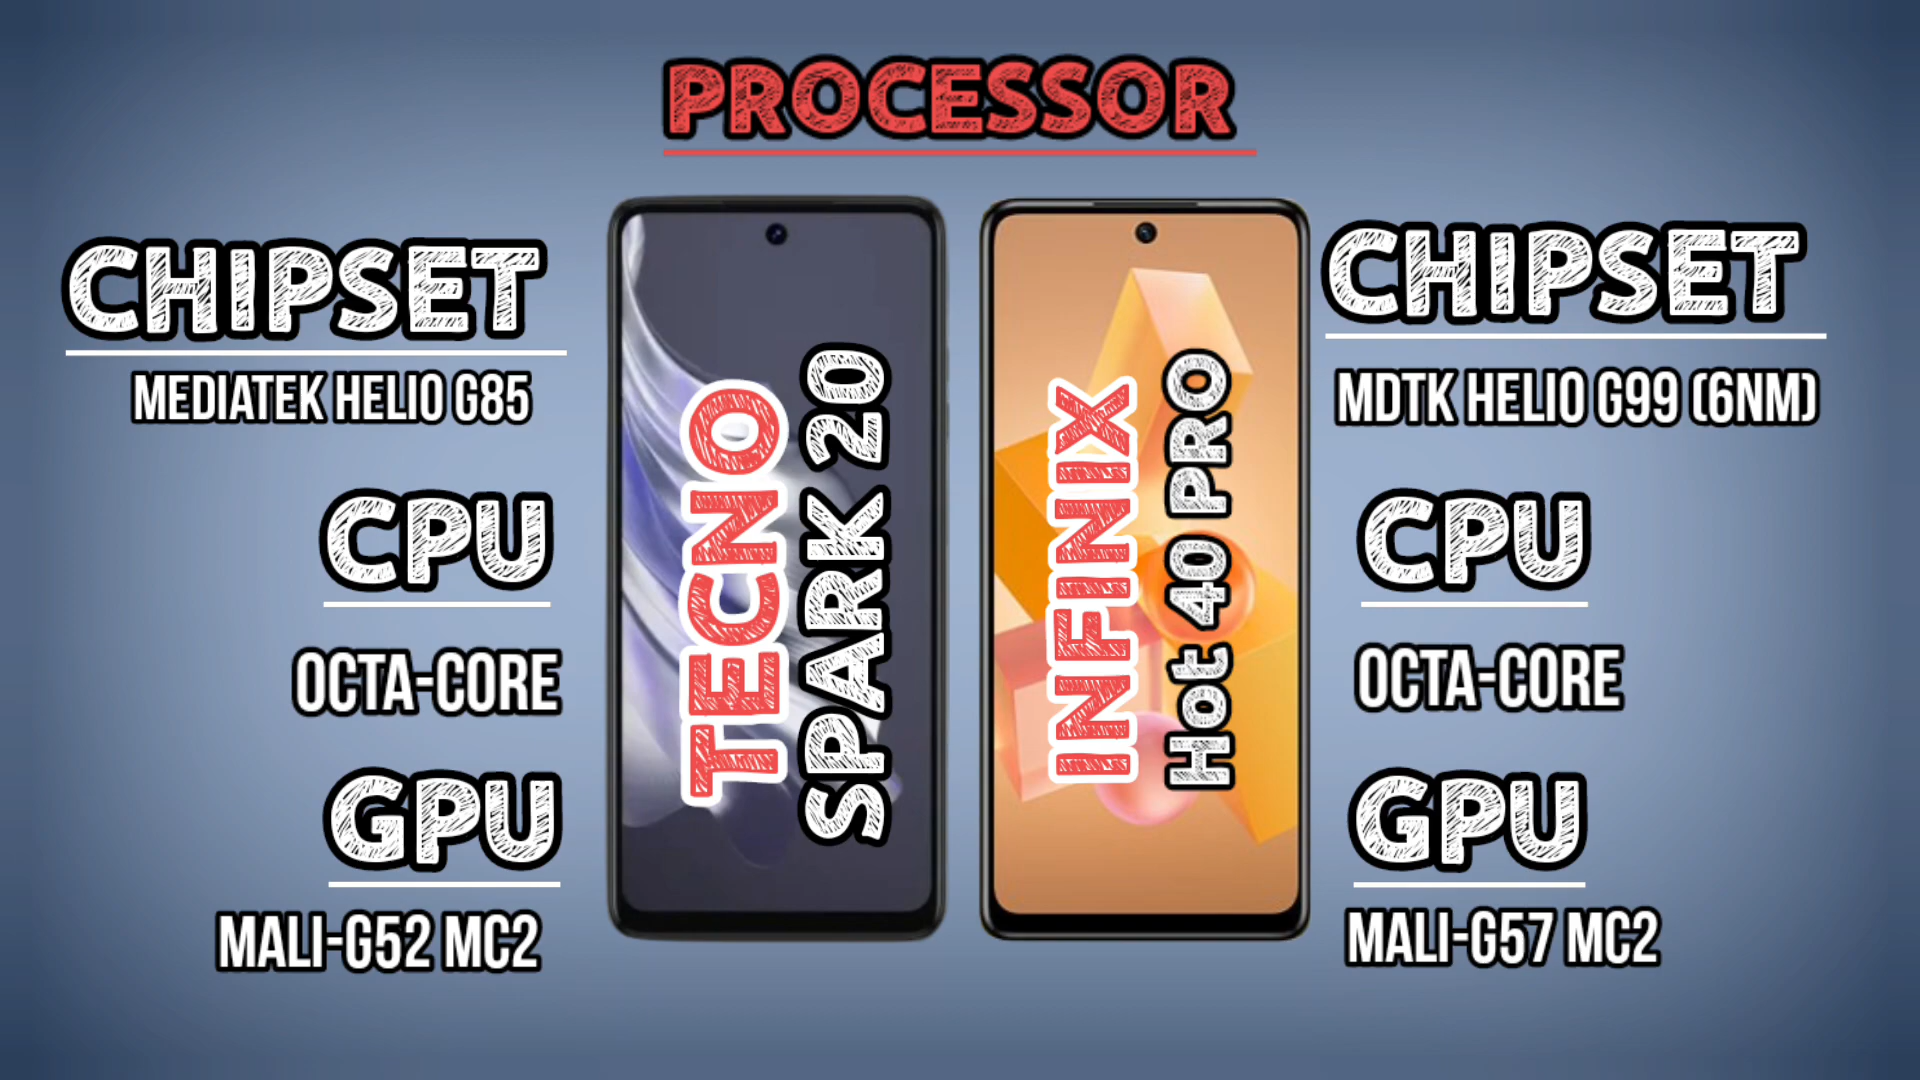 PROCESSOR
CHIPSET
MEDIATEK HELIO G85
CPU
OCTA-CORE
GPU
MALI-G52 MC2
TECNO
SPARK 20
INFINIX
Hot 40 PRO
CHIPSET
MDTK HELIO G99 (6NM)
CPU
OCTA-CORE
GPU
MALI-G57 MC2